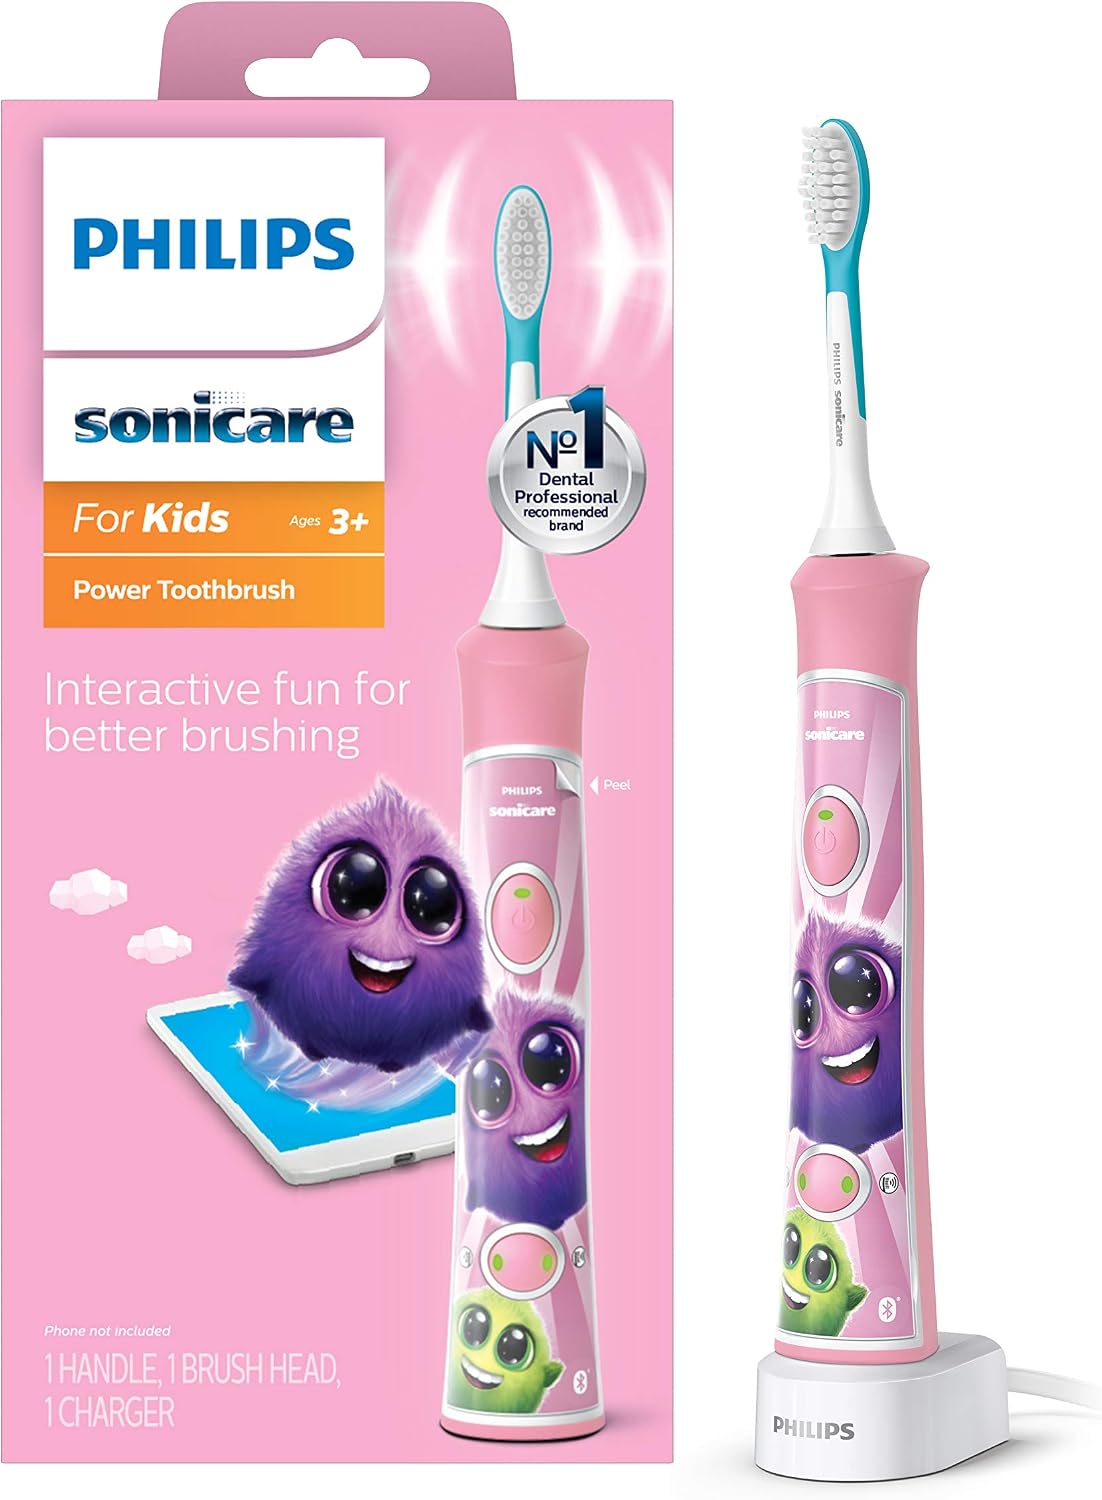 PHILIPS
sonicare
For Kids Ages 3+
Power Toothbrush
Interactive fun for
better brushing
Nº1
Dental
Professional
recommended
brand
Peel
PHILIPS
sonicare
Phone not included
1 HANDLE, 1 BRUSH HEAD,
1 CHARGER
PHILIPS sonicare
PHILIPS
sonicare
PHILIPS